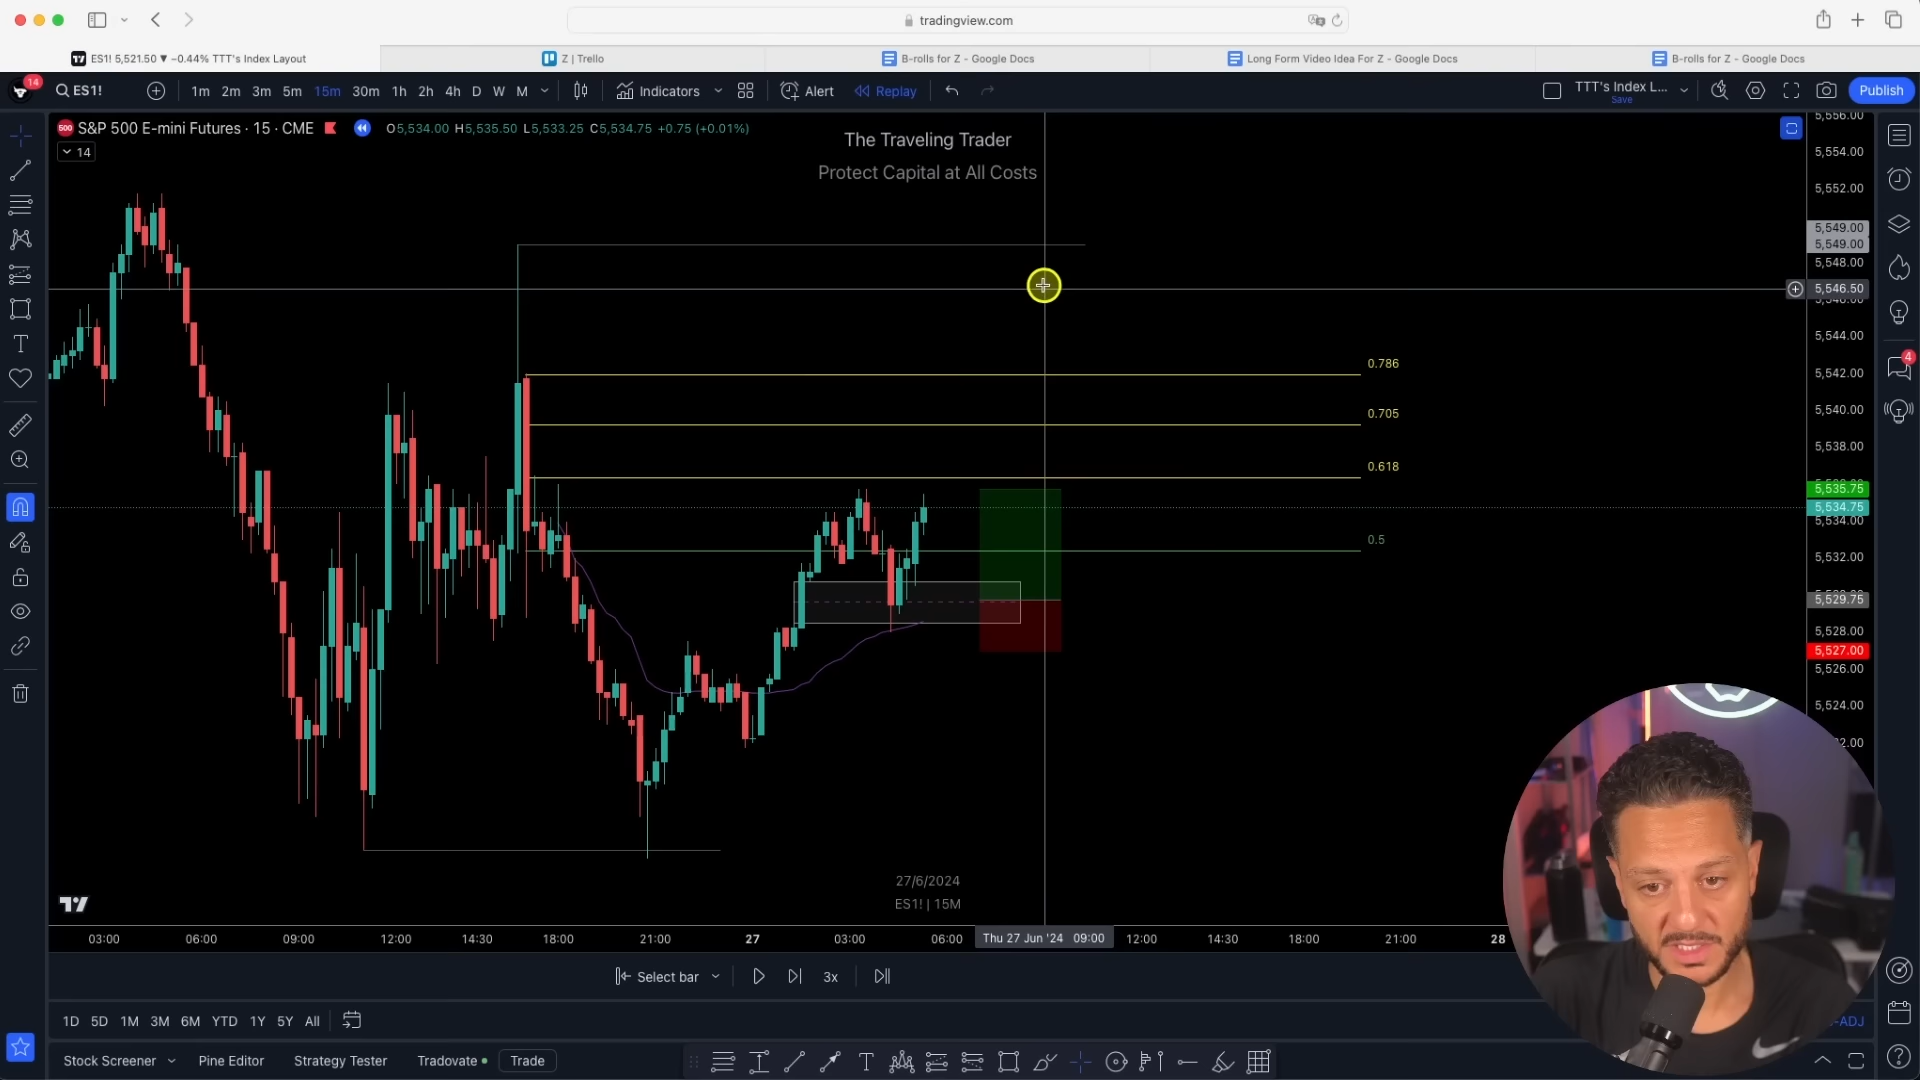 tradingview.com
ES1! 5,521.50 ▼ −0.44% TTT's Index Layout
Z | Trello
B-rolls for Z - Google Docs
Long Form Video Idea For Z - Google Docs
B-rolls for Z - Google Docs
14
ES1!
1m 2m 3m 5m 15m 30m 1h 2h 4h D W M
Indicators
Alert
Replay
TTT's Index L...
Save
Publish
500
S&P 500 E-mini Futures · 15 · CME
O5,534.00 H5,535.50 L5,533.25 C5,534.75 +0.75 (+0.01%)
14
The Traveling Trader
Protect Capital at All Costs
5,556.00
5,554.00
5,552.00
5,549.00
5,549.00
5,548.00
5,546.50
5,544.00
0.786
5,542.00
0.705
5,540.00
5,538.00
0.618
5,535.75
5,534.75
5,534.00
0.5
5,532.00
5,529.75
5,528.00
5,527.00
5,526.00
5,524.00
2.00
4
27/6/2024
ES1! | 15M
03:00 06:00 09:00 12:00 14:30 18:00 21:00 27 03:00 06:00 Thu 27 Jun '24 09:00 12:00 14:30 18:00 21:00 28
Select bar
3x
1D 5D 1M 3M 6M YTD 1Y 5Y All
-ADJ
Stock Screener
Pine Editor
Strategy Tester
Tradovate
Trade